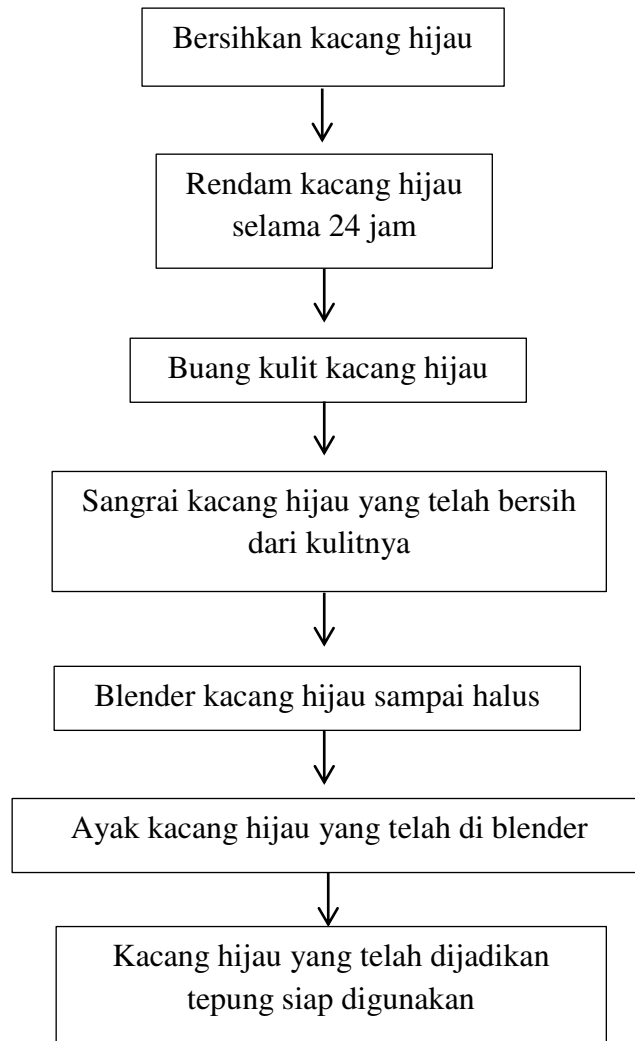 Bersihkan kacang hijau
Rendam kacang hijau
selama 24 jam
Buang kulit kacang hijau
Sangrai kacang hijau yang telah bersih
dari kulitnya
Blender kacang hijau sampai halus
Ayak kacang hijau yang telah di blender
Kacang hijau yang telah dijadikan
tepung siap digunakan